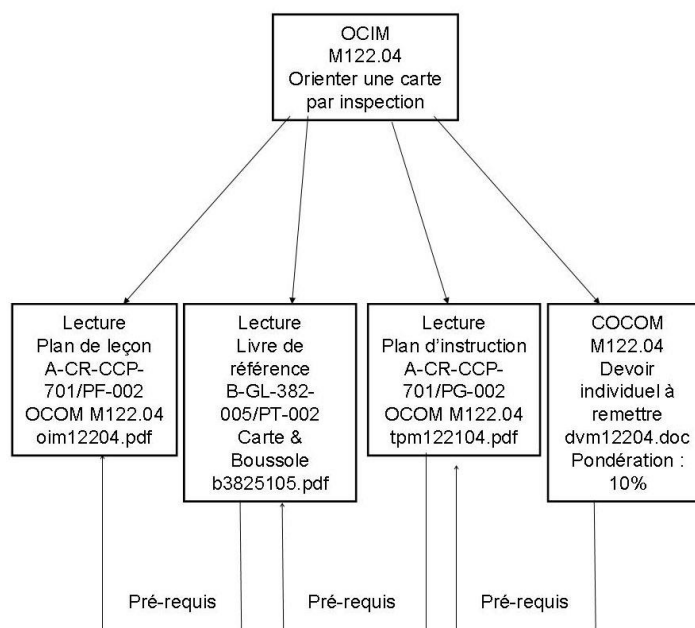 OCIM
M122.04
Orienter une carte
par inspection
Lecture
Plan de leçon
A-CR-CCP-
701/PF-002
OCOM M122.04
oim12204.pdf
Lecture
Livre de
référence
B-GL-382-
005/PT-002
Carte &
Boussole
b3825105.pdf
Lecture
Plan d’instruction
A-CR-CCP-
701/PG-002
OCOM M122.04
tpm122104.pdf
COCOM
M122.04
Devoir
individuel à
remettre
dvm12204.doc
Pondération :
10%
Pré-requis
Pré-requis
Pré-requis